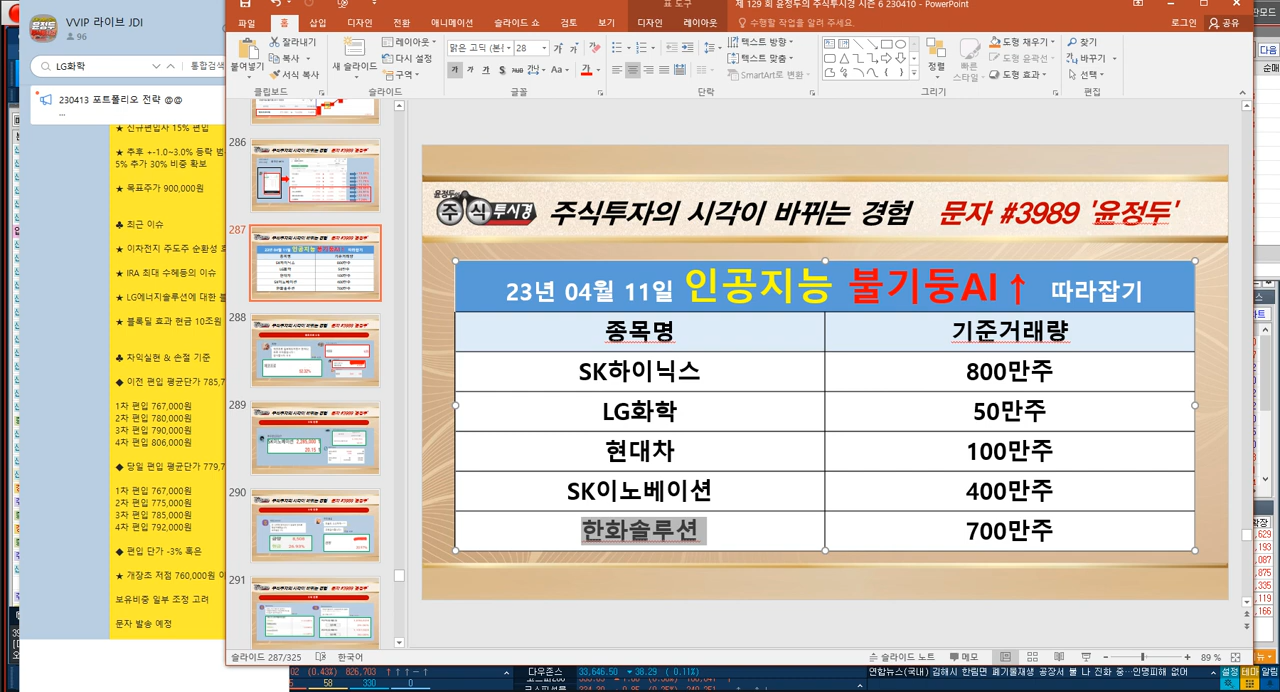 VVIP 라이브 JDI
96
LG화학
통합검색
230413 포트폴리오 전략 @@
...
★ 신규편입자 15% 편입
★ 추후 +-1.0~3.0% 등락 범
5% 추가 30% 비중 확보
★ 목표주가 900,000원
♣ 최근 이슈
★ 이차전지 주도주 순환성 흐
★ IRA 최대 수혜등의 이슈
★ LG에너지솔루션에 대한 블
★ 블록딜 효과 현금 10조원
♣ 차익실현 & 손절 기준
◆ 이전 편입 평균단가 785,7
1차 편입 767,000원
2차 편입 780,000원
3차 편입 790,000원
4차 편입 806,000원
◆ 당일 편입 평균단가 779,7
1차 편입 767,000원
2차 편입 775,000원
3차 편입 785,000원
4차 편입 792,000원
◆ 편입 단가 -3% 혹은
★ 개장초 저점 760,000원 이
보유비중 일부 조정 고려
문자 발송 예정
표 도구
제 129 회 윤정두의 주식투시경 시즌 6 230410 - PowerPoint
파일 홈 삽입 디자인 전환 애니메이션 슬라이드 쇼 검토 보기 디자인 레이아웃 수행할 작업을 알려 주세요. 로그인 공유
붙여넣기
잘라내기
복사
서식 복사
클립보드
새 슬라이드
레이아웃
다시 설정
구역
슬라이드
맑은 고딕 (본 28
글꼴
텍스트 방향
텍스트 맞춤
SmartArt로 변환
단락
정렬
빠른 스타일
도형 채우기
도형 윤곽선
도형 효과
그리기
찾기
바꾸기
선택
편집
286
287
288
289
290
291
윤정두의
주식투시경
주식투자의 시각이 바뀌는 경험 문자 #3989 '윤정두'
23년 04월 11일 인공지능 불기둥AI↑ 따라잡기
종목명 기준거래량
SK하이닉스 800만주
LG화학 50만주
현대차 100만주
SK이노베이션 400만주
한화솔루션 700만주
슬라이드 287/325 한국어
슬라이드 노트 메모 89 %
02 (0.43%) 826,703
58 330 0
다우존스 33,646.50 38.29 ( 0.11%)